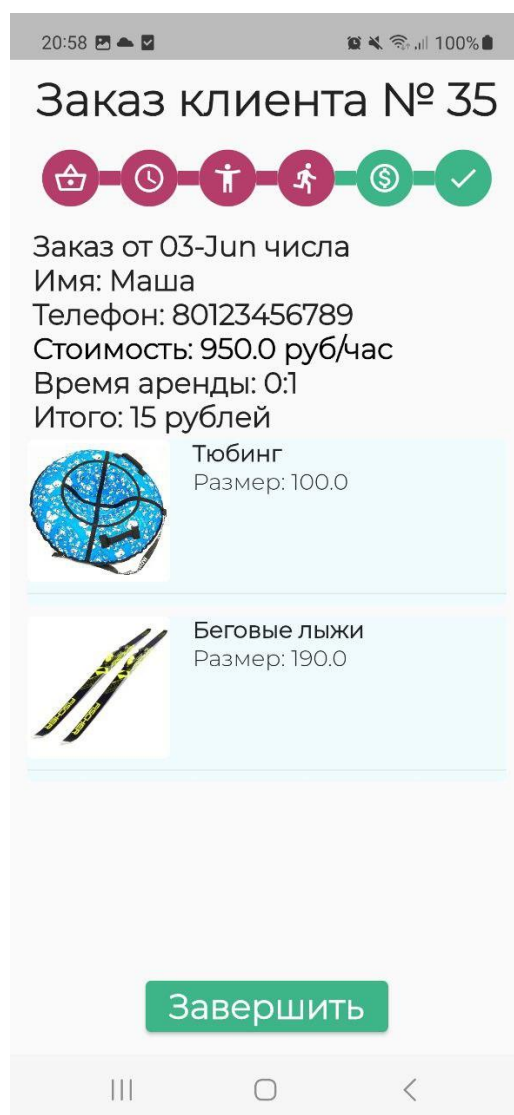 20:58 100%
Заказ клиента № 35
Заказ от 03-Jun числа
Имя: Маша
Телефон: 80123456789
Стоимость: 950.0 руб/час
Время аренды: 0:1
Итого: 15 рублей
Тюбинг
Размер: 100.0
Беговые лыжи
Размер: 190.0
FISCHER
FISCHER
Завершить